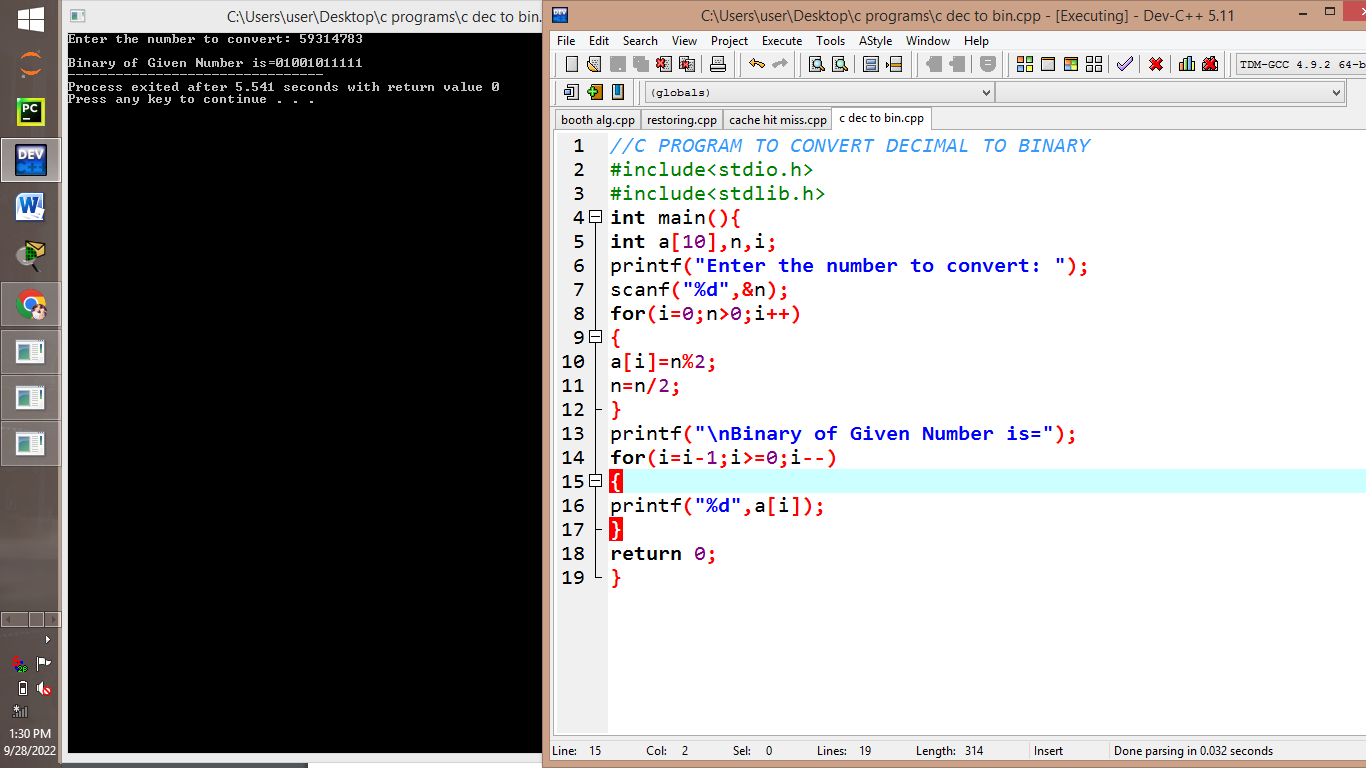 C:\Users\user\Desktop\c programs\c dec to bin.
Enter the number to convert: 59314783
Binary of Given Number is=01001011111
--------------------------------
Process exited after 5.541 seconds with return value 0
Press any key to continue . . .
C:\Users\user\Desktop\c programs\c dec to bin.cpp - [Executing] - Dev-C++ 5.11
File Edit Search View Project Execute Tools AStyle Window Help
TDM-GCC 4.9.2 64-b
(globals)
booth alg.cpp restoring.cpp cache hit miss.cpp c dec to bin.cpp
1 //C PROGRAM TO CONVERT DECIMAL TO BINARY
2 #include<stdio.h>
3 #include<stdlib.h>
4 int main(){
5 int a[10],n,i;
6 printf("Enter the number to convert: ");
7 scanf("%d",&n);
8 for(i=0;n>0;i++)
9 {
10 a[i]=n%2;
11 n=n/2;
12 }
13 printf("\nBinary of Given Number is=");
14 for(i=i-1;i>=0;i--)
15 {
16 printf("%d",a[i]);
17 }
18 return 0;
19 }
Line: 15 Col: 2 Sel: 0 Lines: 19 Length: 314 Insert Done parsing in 0.032 seconds
PC
DEV
W
1:30 PM
9/28/2022